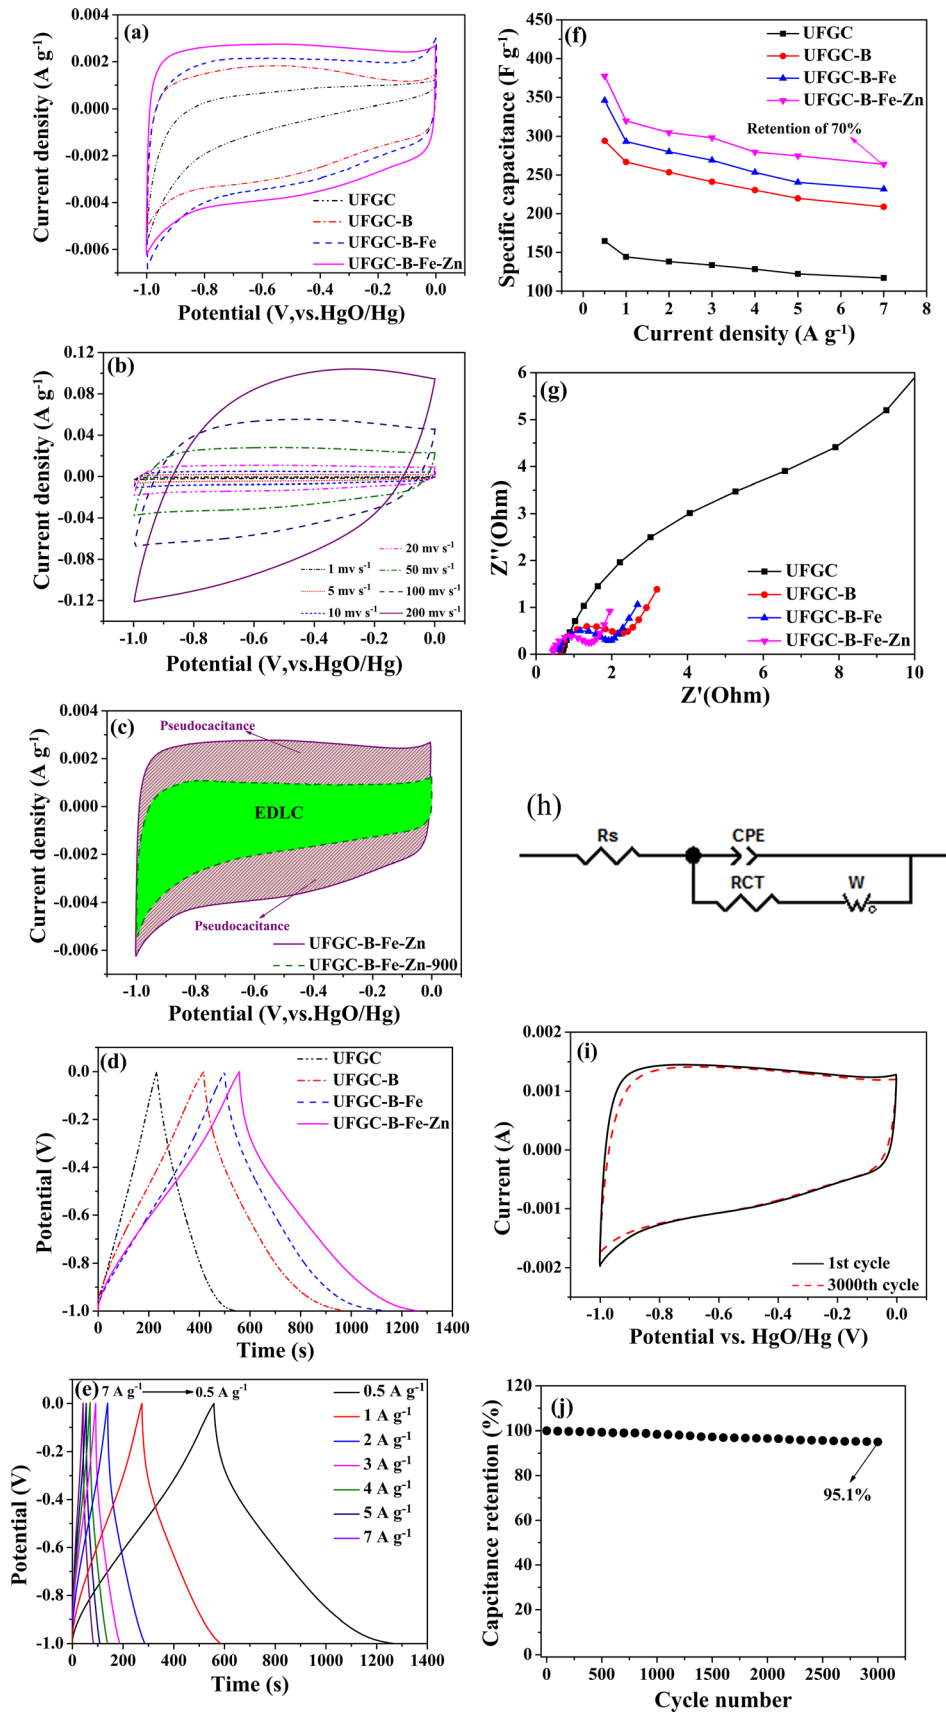 (a)
0.004
0.002
0.000
-0.002
-0.004
-0.006
Current density (A g⁻¹)
UFGC
UFGC-B
UFGC-B-Fe
UFGC-B-Fe-Zn
-1.0 -0.8 -0.6 -0.4 -0.2 0.0
Potential (V,vs.HgO/Hg)
(f)
450
400
350
300
250
200
150
100
Specific capacitance (F g⁻¹)
UFGC
UFGC-B
UFGC-B-Fe
UFGC-B-Fe-Zn
Retention of 70%
0 1 2 3 4 5 6 7 8
Current density (A g⁻¹)
(b)
0.12
0.08
0.04
0.00
-0.04
-0.08
-0.12
Current density (A g⁻¹)
20 mv s⁻¹
1 mv s⁻¹ 50 mv s⁻¹
5 mv s⁻¹ 100 mv s⁻¹
10 mv s⁻¹ 200 mv s⁻¹
-1.0 -0.8 -0.6 -0.4 -0.2 0.0
Potential (V,vs.HgO/Hg)
(g)
6
5
4
3
2
1
0
Z''(Ohm)
UFGC
UFGC-B
UFGC-B-Fe
UFGC-B-Fe-Zn
0 2 4 6 8 10
Z'(Ohm)
(c)
0.004
0.002
0.000
-0.002
-0.004
-0.006
Current density (A g⁻¹)
Pseudocacitance
EDLC
Pseudocacitance
UFGC-B-Fe-Zn
UFGC-B-Fe-Zn-900
-1.0 -0.8 -0.6 -0.4 -0.2 0.0
Potential (V,vs.HgO/Hg)
(h)
Rs CPE
RCT W
(d)
0.0
-0.2
-0.4
-0.6
-0.8
-1.0
Potential (V)
UFGC
UFGC-B
UFGC-B-Fe
UFGC-B-Fe-Zn
0 200 400 600 800 1000 1200 1400
Time (s)
(i)
0.002
0.001
0.000
-0.001
-0.002
Current (A)
1st cycle
3000th cycle
-1.0 -0.8 -0.6 -0.4 -0.2 0.0
Potential vs. HgO/Hg (V)
(e)
7 A g⁻¹ 0.5 A g⁻¹
0.0
-0.2
-0.4
-0.6
-0.8
-1.0
Potential (V)
0.5 A g⁻¹
1 A g⁻¹
2 A g⁻¹
3 A g⁻¹
4 A g⁻¹
5 A g⁻¹
7 A g⁻¹
0 200 400 600 800 1000 1200 1400
Time (s)
(j)
120
100
80
60
40
20
0
Capcitance retention (%)
95.1%
0 500 1000 1500 2000 2500 3000
Cycle number